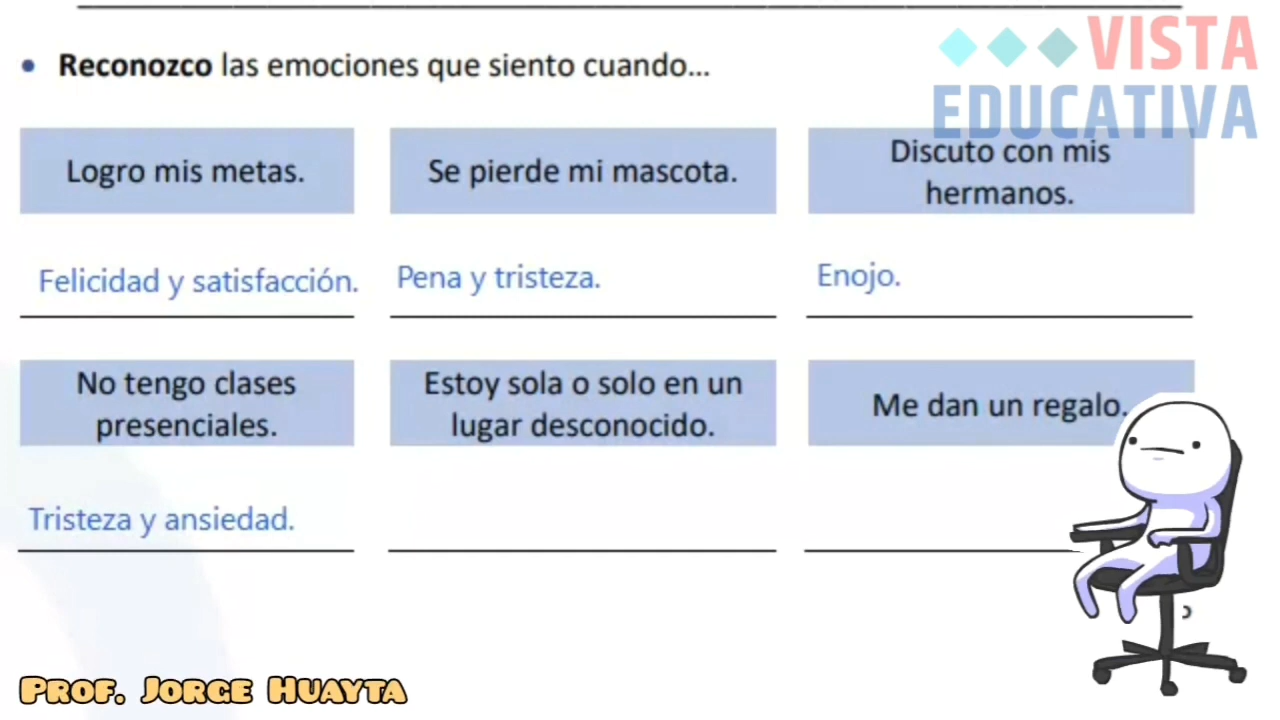 VISTA
EDUCATIVA
• Reconozco las emociones que siento cuando...
Logro mis metas.
Se pierde mi mascota.
Discuto con mis
hermanos.
Felicidad y satisfacción.
Pena y tristeza.
Enojo.
No tengo clases
presenciales.
Estoy sola o solo en un
lugar desconocido.
Me dan un regalo.
Tristeza y ansiedad.
Prof. Jorge Huayta